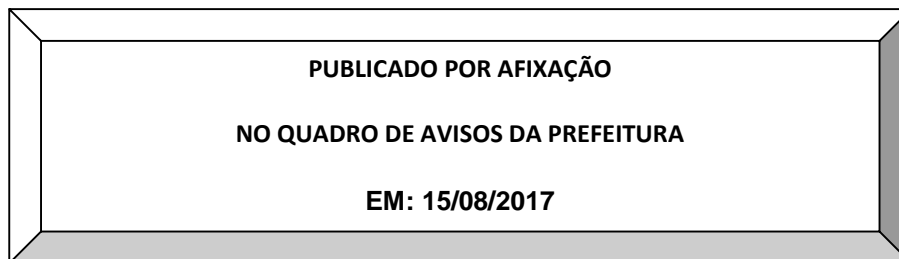 PUBLICADO POR AFIXAÇÃO
NO QUADRO DE AVISOS DA PREFEITURA
EM: 15/08/2017